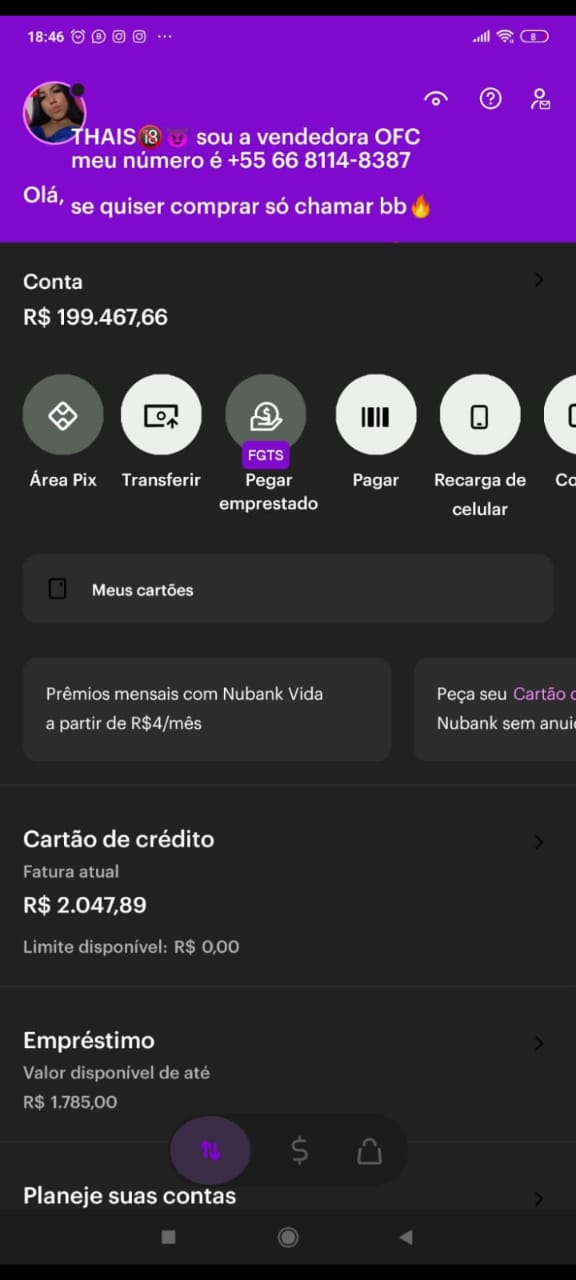 18:46
8
THAIS🔞😈 sou a vendedora OFC
meu número é +55 66 8114-8387
Olá, se quiser comprar só chamar bb🔥
Conta
R$ 199.467,66
FGTS
Área Pix Transferir Pegar emprestado Pagar Recarga de celular Co
Meus cartões
Prêmios mensais com Nubank Vida
a partir de R$4/mês
Peça seu Cartão d
Nubank sem anuid
Cartão de crédito
Fatura atual
R$ 2.047,89
Limite disponível: R$ 0,00
Empréstimo
Valor disponível de até
R$ 1.785,00
Planeje suas contas